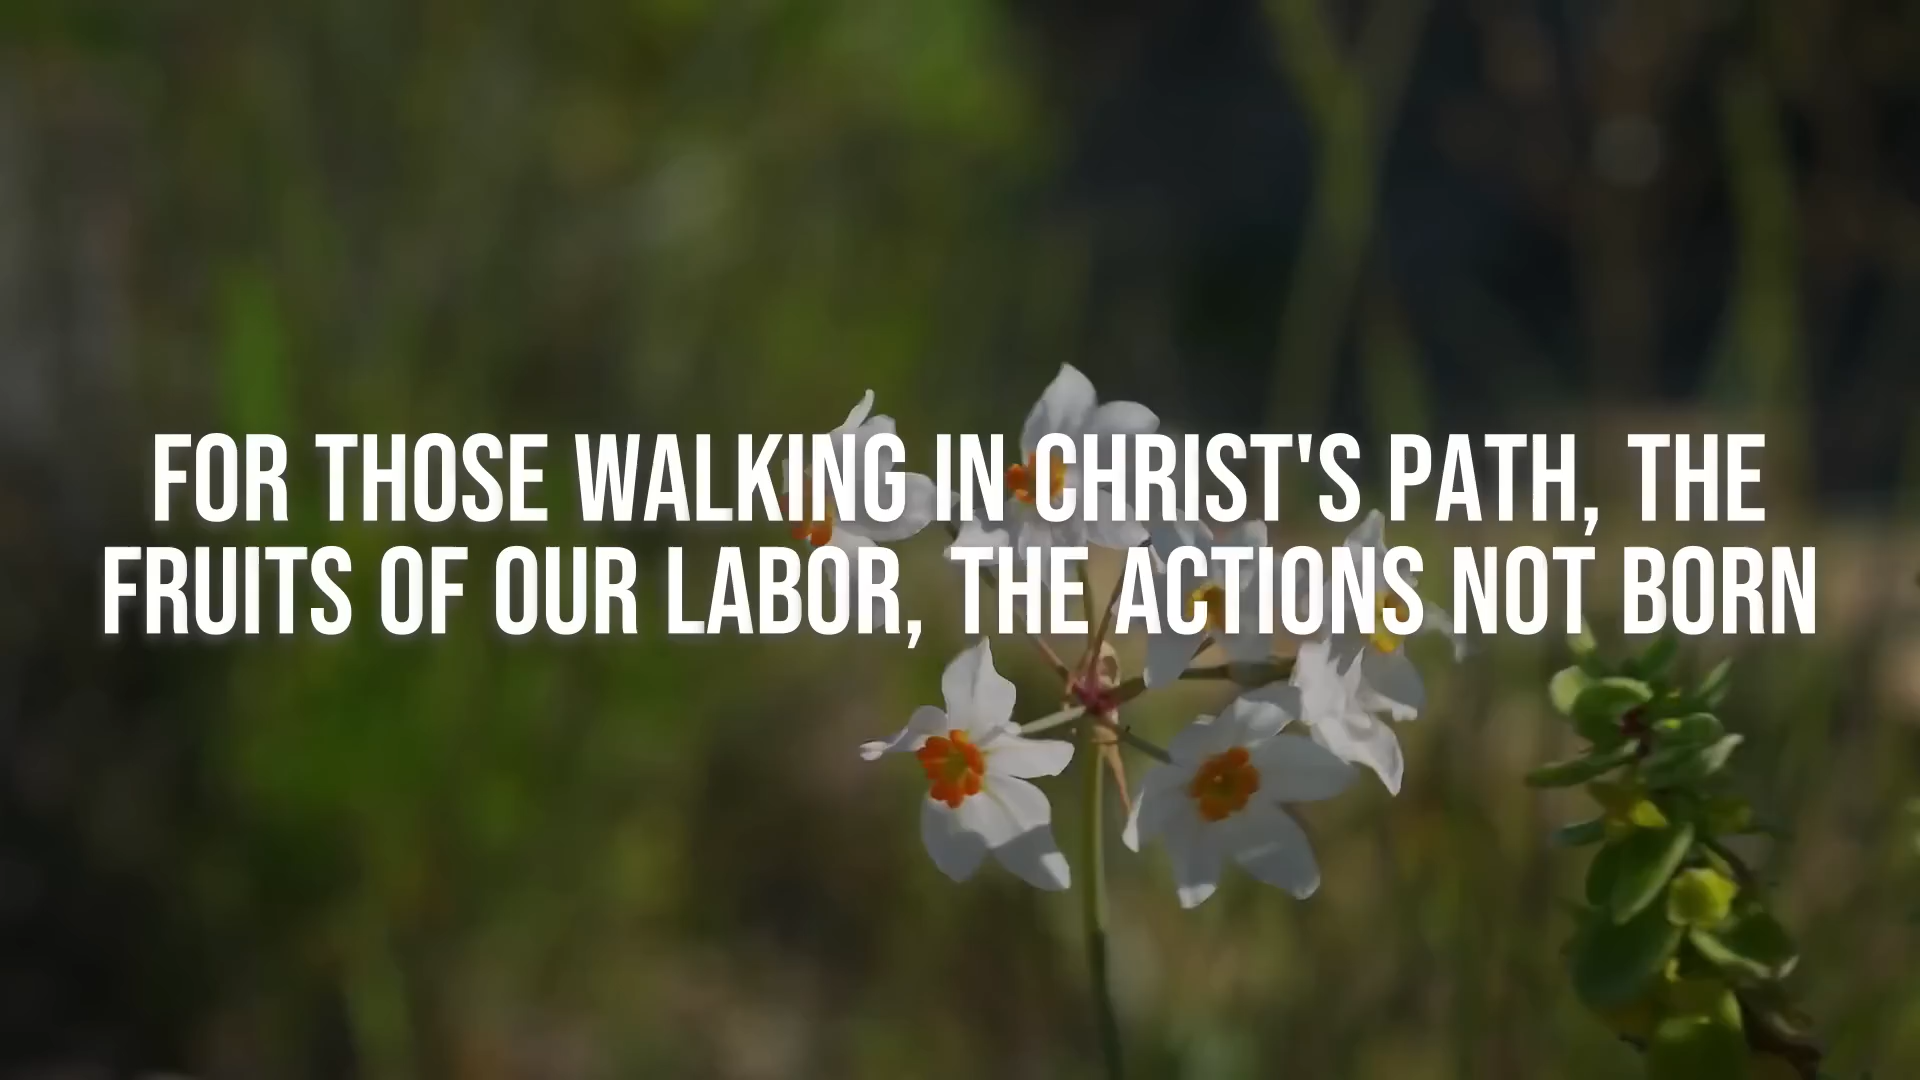 FOR THOSE WALKING IN CHRIST'S PATH, THE
FRUITS OF OUR LABOR, THE ACTIONS NOT BORN